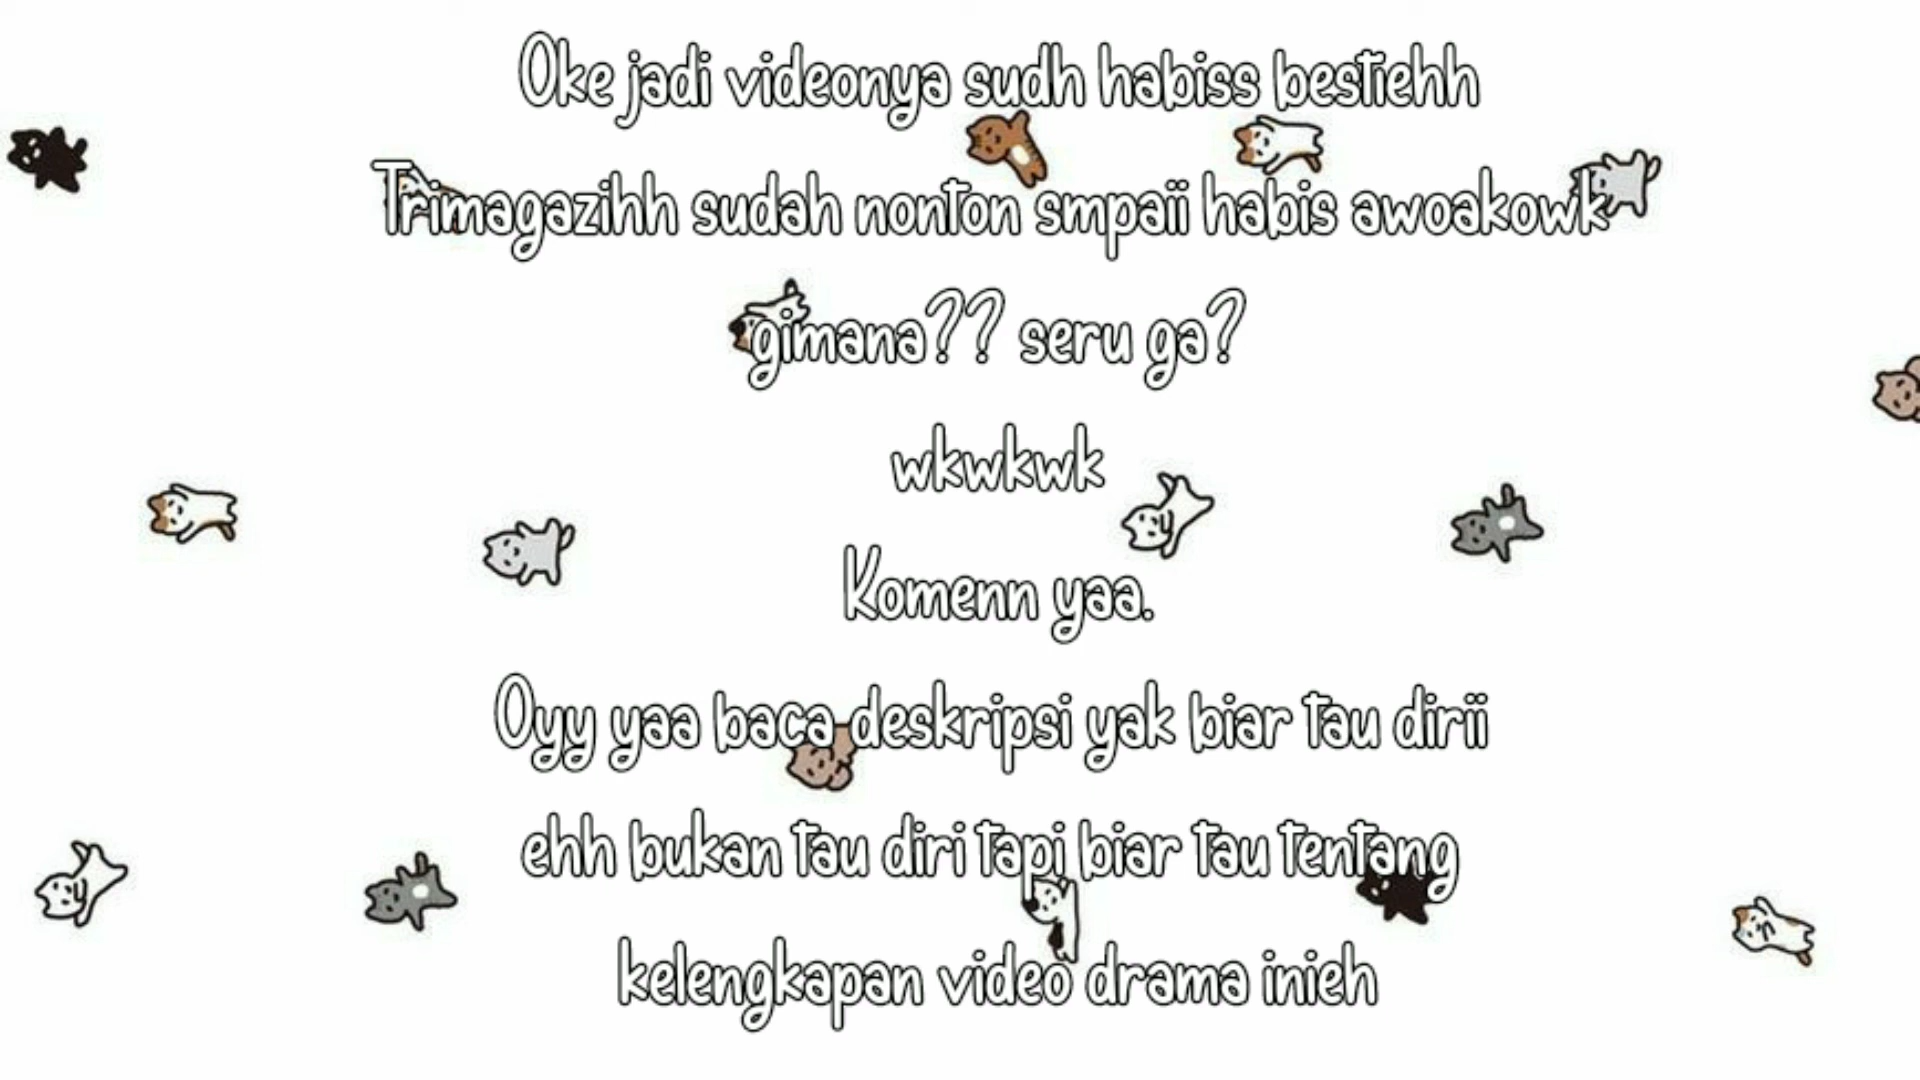 Oke jadi videonya sudh habiss bestiehh
Trimagazihh sudah nonton smpaii habis awoakowk
gimana?? seru ga?
wkwkwk
Komenn yaa.
Oyy yaa baca deskripsi yak biar tau dirii
ehh bukan tau diri tapi biar tau tentang
kelengkapan video drama inieh